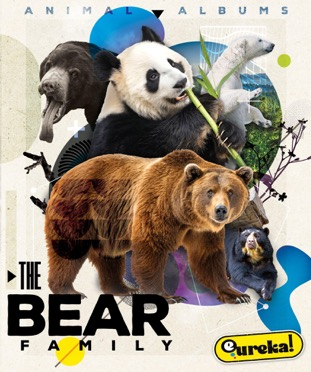 ANIMAL ALBUMS
THE
BEAR
FAMILY
eureka!